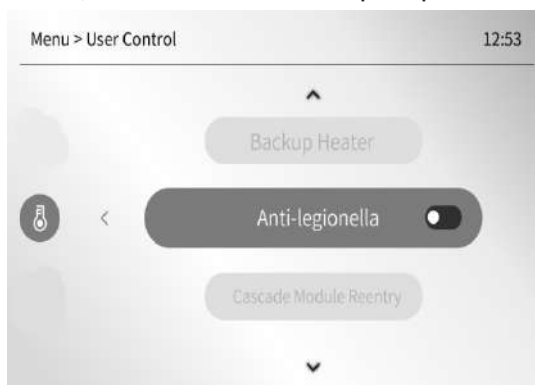 Menu > User Control 12:53
Backup Heater
Anti-legionella
Cascade Module Reentry